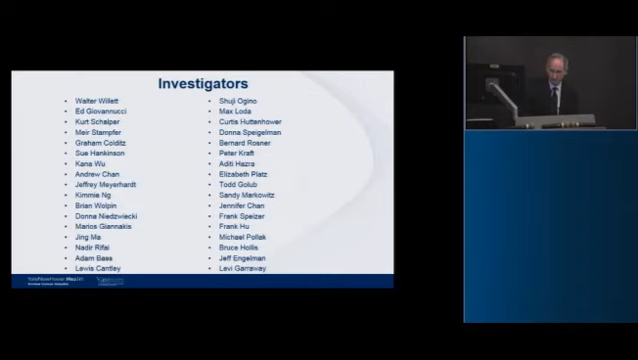 Investigators
• Walter Willett
• Ed Giovannucci
• Kurt Schalper
• Meir Stampfer
• Graham Colditz
• Sue Hankinson
• Kana Wu
• Andrew Chan
• Jeffrey Meyerhardt
• Kimmie Ng
• Brian Wolpin
• Donna Niedzwiecki
• Marios Giannakis
• Jing Ma
• Nadir Rifai
• Adam Bass
• Lewis Cantley
• Shuji Ogino
• Max Loda
• Curtis Huttenhower
• Donna Speigelman
• Bernard Rosner
• Peter Kraft
• Aditi Hazra
• Elizabeth Platz
• Todd Golub
• Sandy Markowitz
• Jennifer Chan
• Frank Speizer
• Frank Hu
• Michael Pollak
• Bruce Hollis
• Jeff Engelman
• Levi Garraway
YaleNewHavenHealth